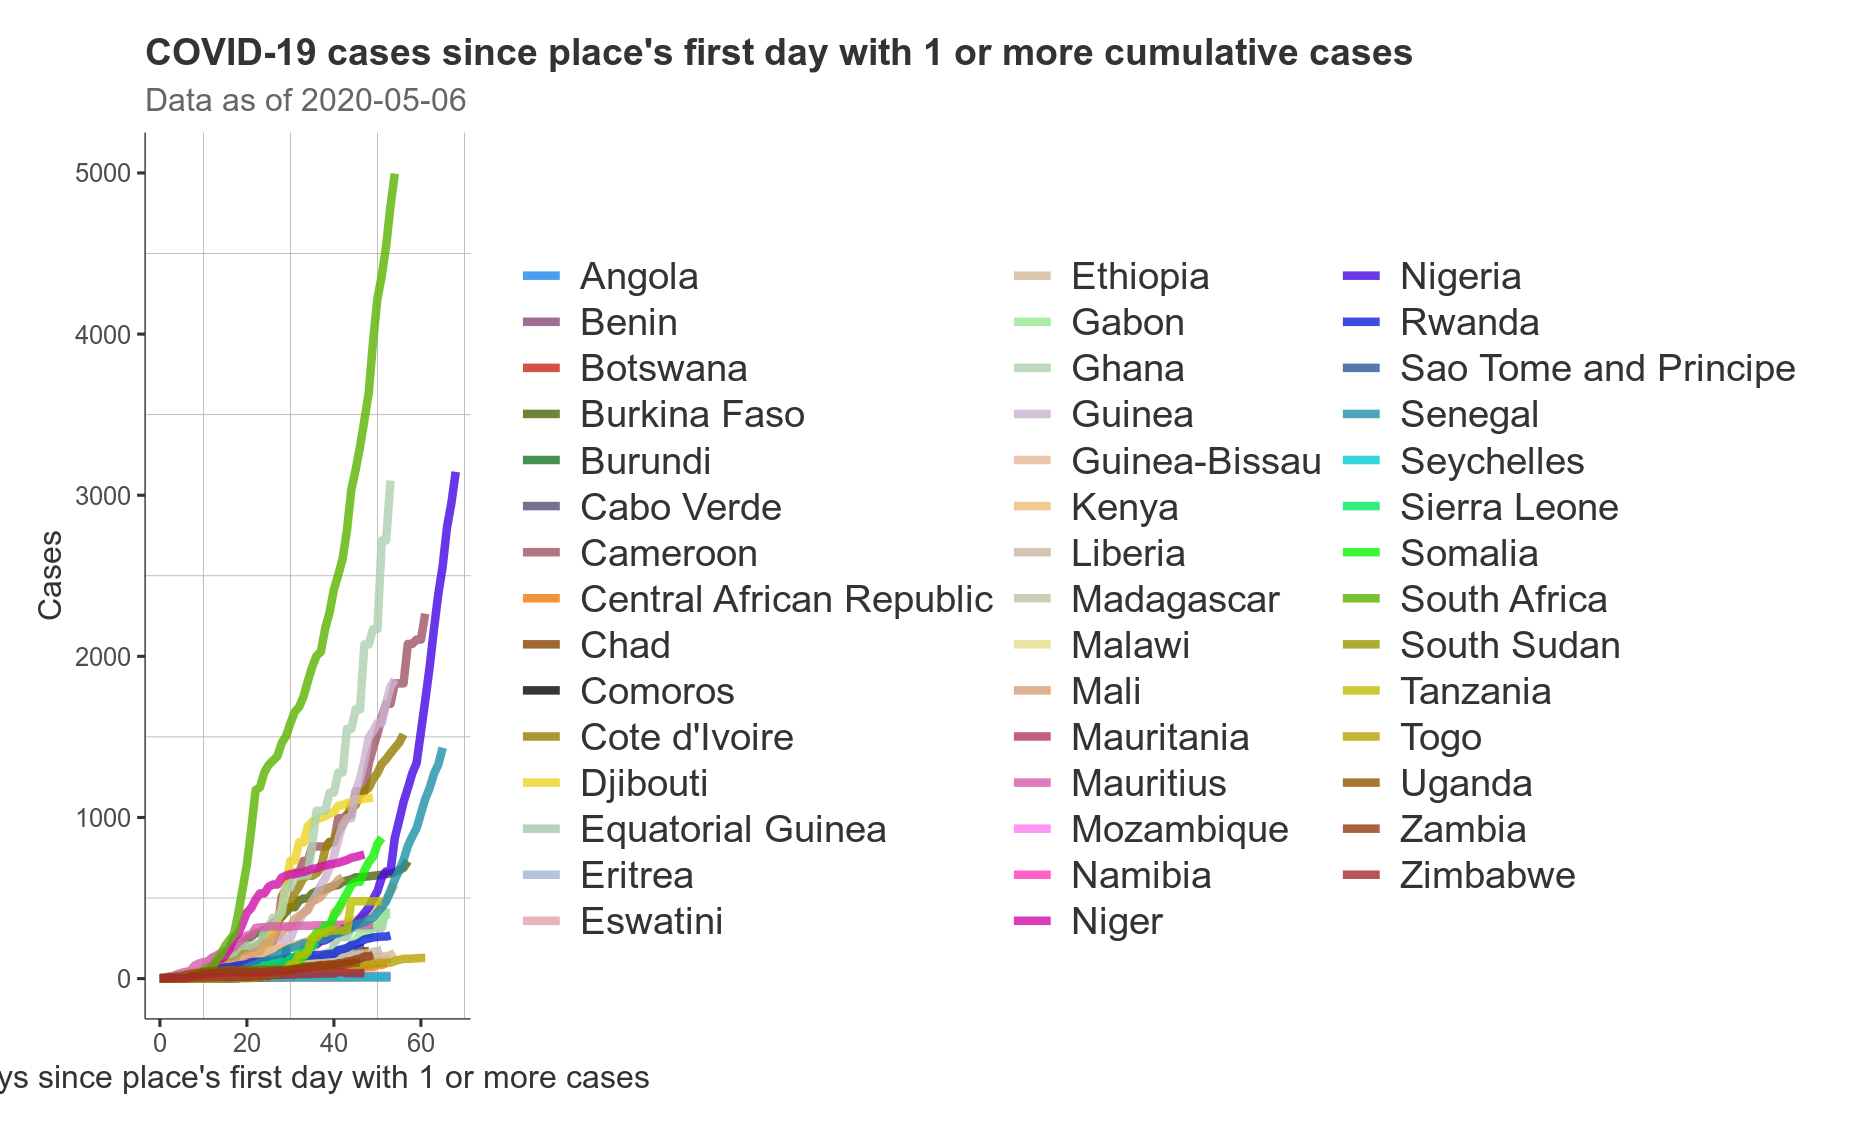 COVID-19 cases since place's first day with 1 or more cumulative cases
Data as of 2020-05-06
5000
4000
3000
2000
1000
0
Cases
0 20 40 60
ys since place's first day with 1 or more cases
Angola
Benin
Botswana
Burkina Faso
Burundi
Cabo Verde
Cameroon
Central African Republic
Chad
Comoros
Cote d'Ivoire
Djibouti
Equatorial Guinea
Eritrea
Eswatini
Ethiopia
Gabon
Ghana
Guinea
Guinea-Bissau
Kenya
Liberia
Madagascar
Malawi
Mali
Mauritania
Mauritius
Mozambique
Namibia
Niger
Nigeria
Rwanda
Sao Tome and Principe
Senegal
Seychelles
Sierra Leone
Somalia
South Africa
South Sudan
Tanzania
Togo
Uganda
Zambia
Zimbabwe